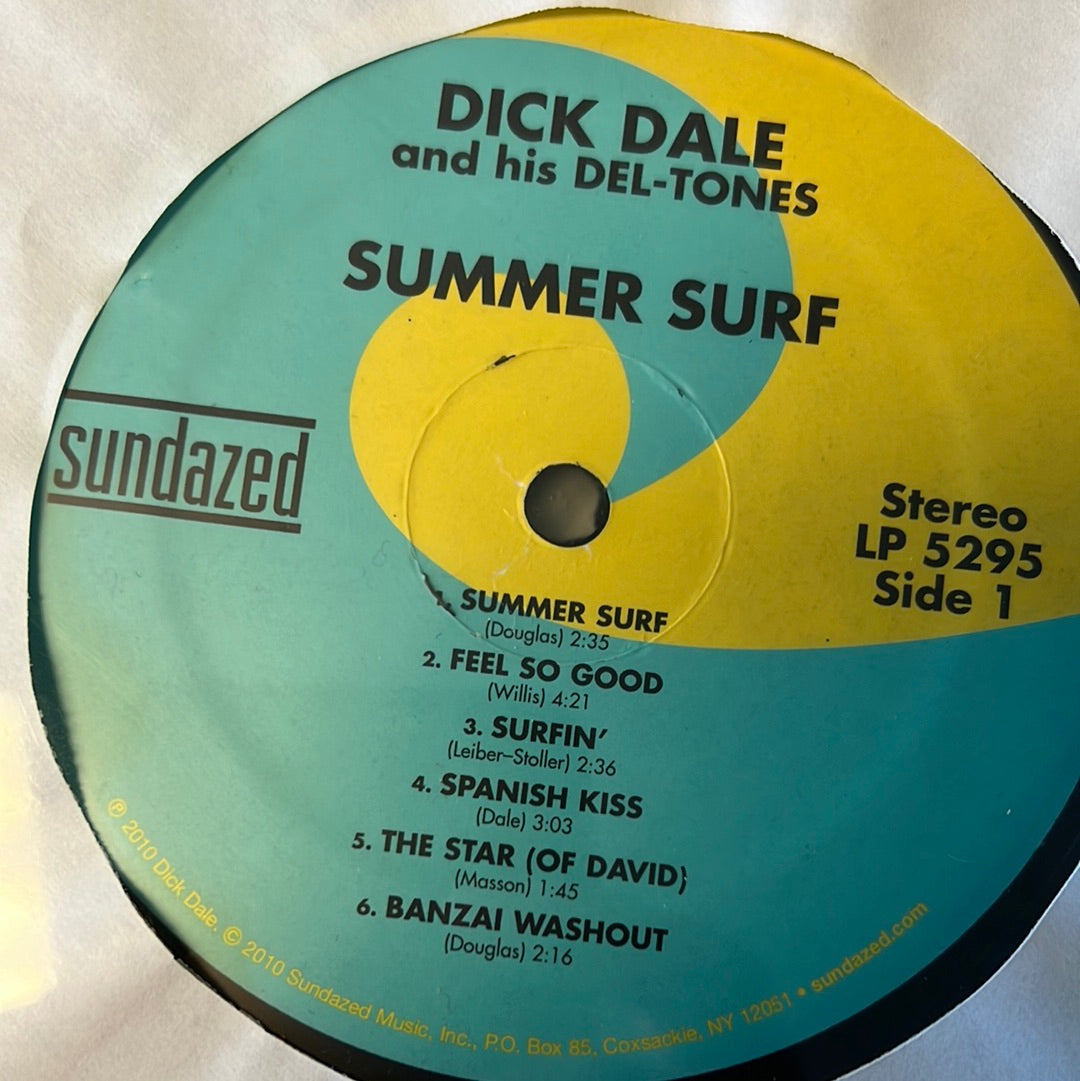 DICK DALE
and his DEL-TONES
SUMMER SURF
sundazed
Stereo
LP 5295
Side 1
1. SUMMER SURF
(Douglas) 2:35
2. FEEL SO GOOD
(Willis) 4:21
3. SURFIN’
(Leiber–Stoller) 2:36
4. SPANISH KISS
(Dale) 3:03
5. THE STAR (OF DAVID}
(Masson) 1:45
6. BANZAI WASHOUT
(Douglas) 2:16
℗ 2010 Dick Dale. © 2010 Sundazed Music, Inc., P.O. Box 85, Coxsackie, NY 12051 • sundazed.com